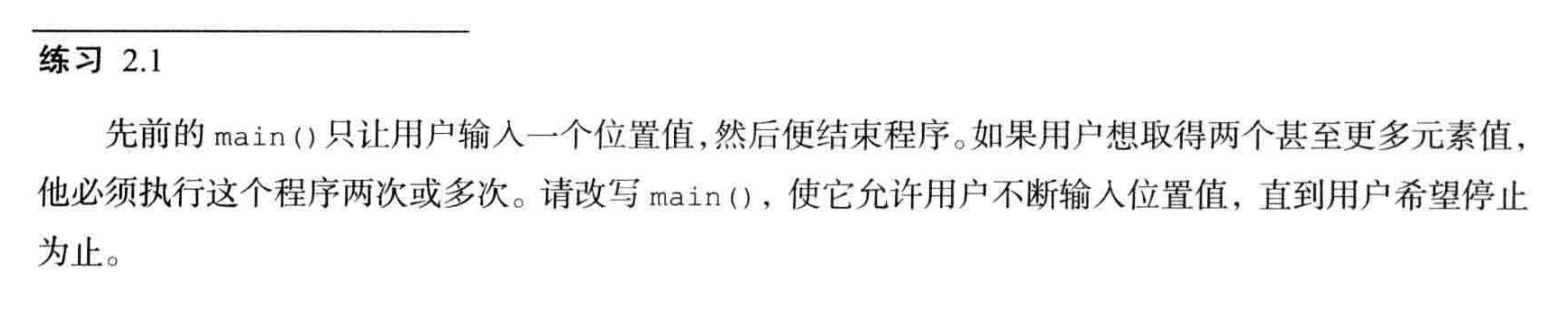 练习 2.1
先前的 main() 只让用户输入一个位置值,然后便结束程序。如果用户想取得两个甚至更多元素值,
他必须执行这个程序两次或多次。请改写 main(), 使它允许用户不断输入位置值, 直到用户希望停止
为止。